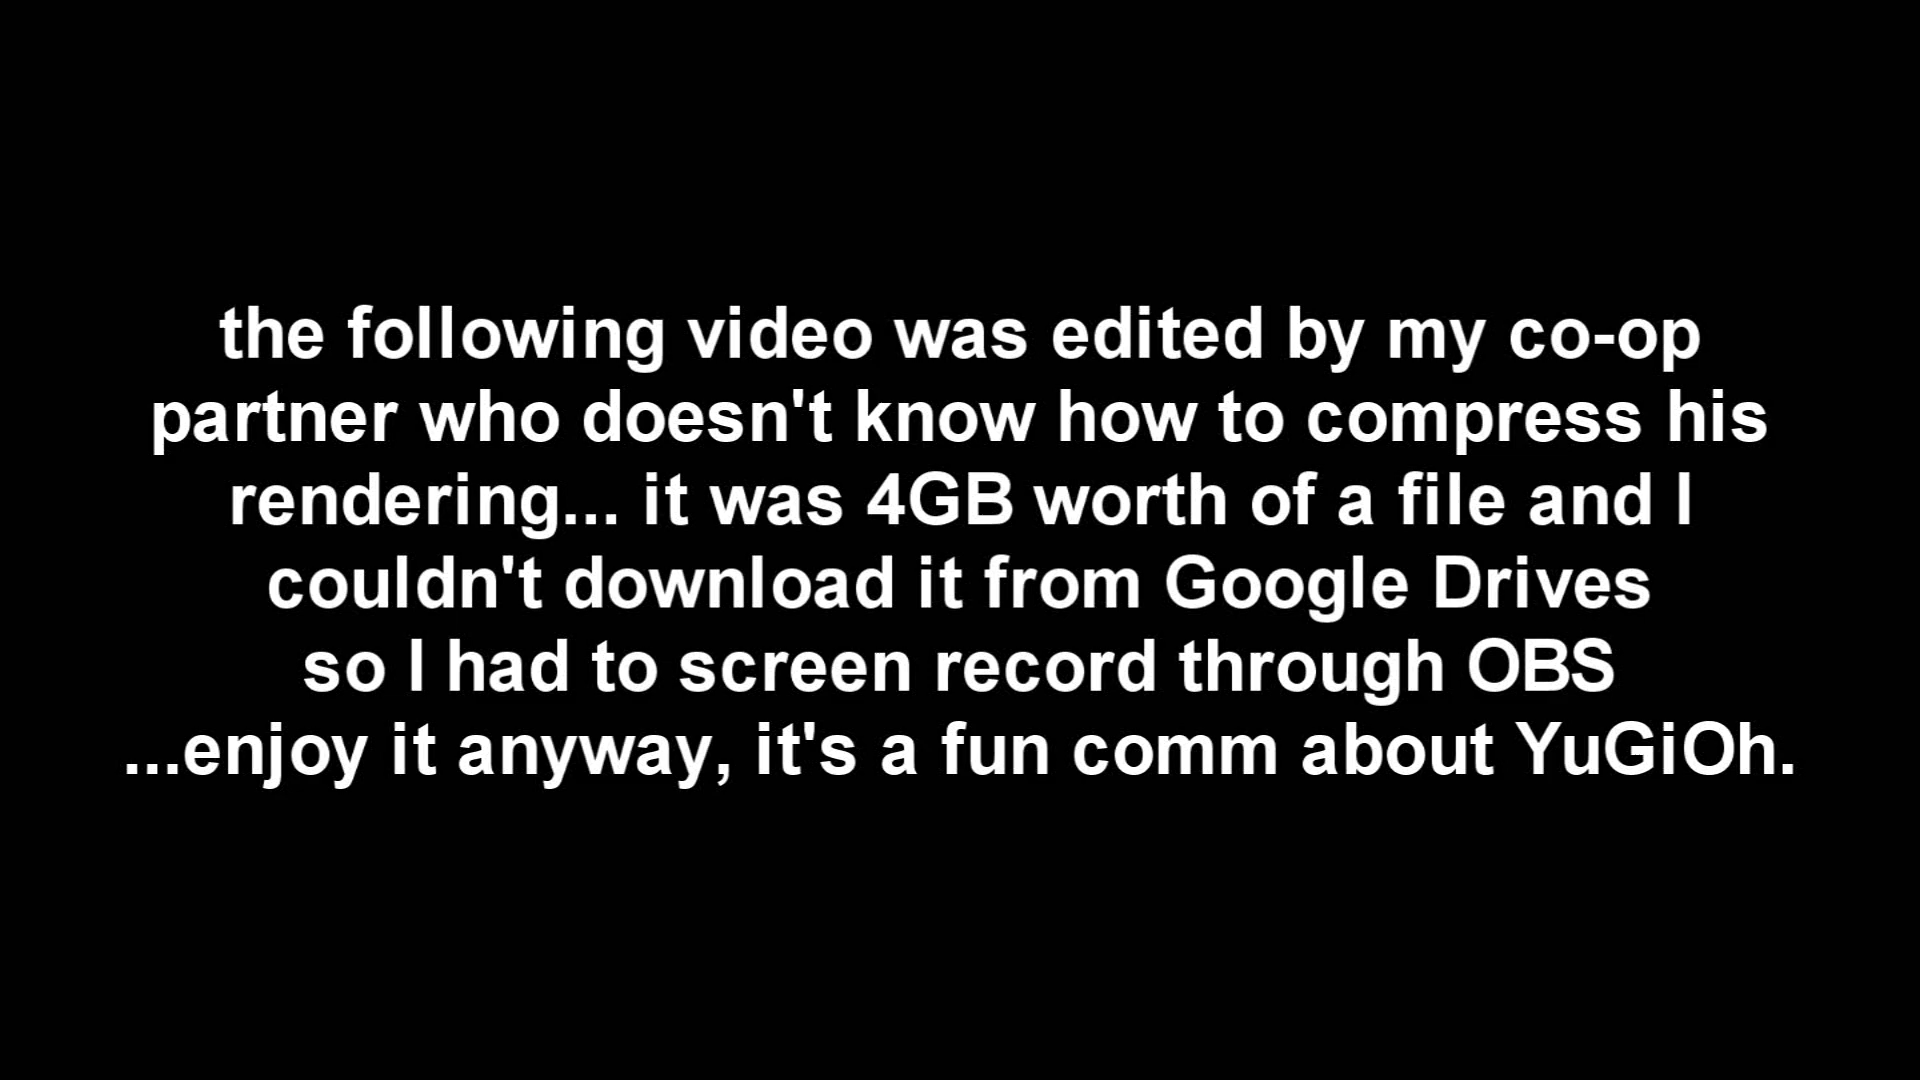 the following video was edited by my co-op
partner who doesn't know how to compress his
rendering... it was 4GB worth of a file and I
couldn't download it from Google Drives
so I had to screen record through OBS
...enjoy it anyway, it's a fun comm about YuGiOh.